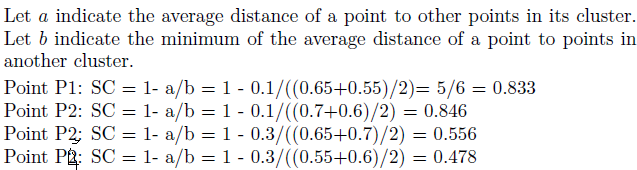 Let a indicate the average distance of a point to other points in its cluster.
Let b indicate the minimum of the average distance of a point to points in
another cluster.
Point P1: SC = 1- a/b = 1 - 0.1/((0.65+0.55)/2)= 5/6 = 0.833
Point P2: SC = 1- a/b = 1 - 0.1/((0.7+0.6)/2) = 0.846
Point P2: SC = 1- a/b = 1 - 0.3/((0.65+0.7)/2) = 0.556
Point P2: SC = 1- a/b = 1 - 0.3/((0.55+0.6)/2) = 0.478